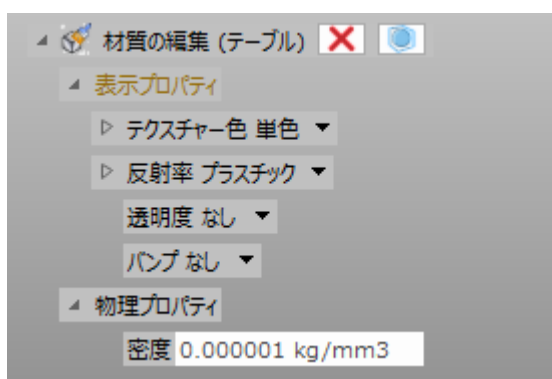 材質の編集 (テーブル)
表示プロパティ
テクスチャー色 単色
反射率 プラスチック
透明度 なし
バンプ なし
物理プロパティ
密度 0.000001 kg/mm3